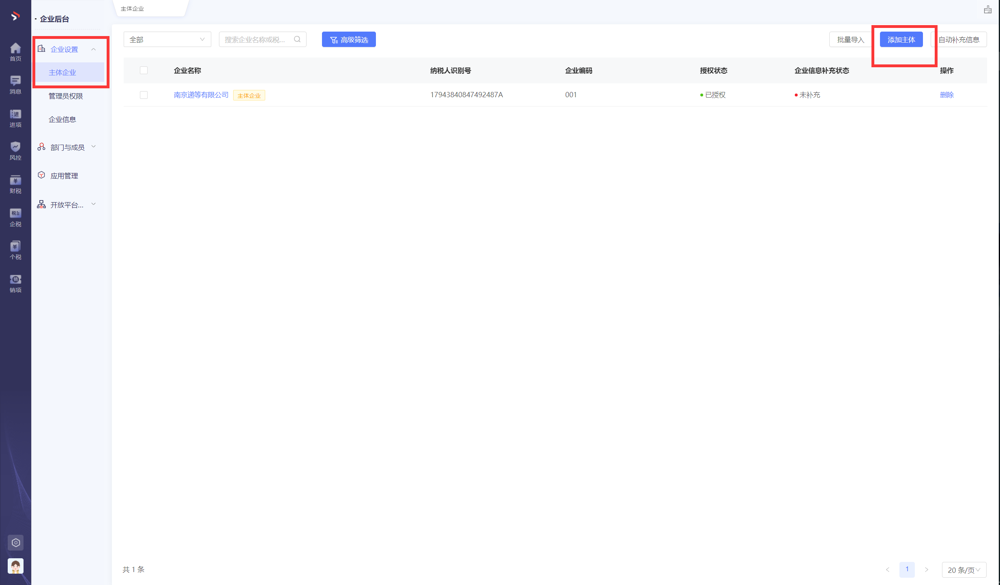 首页
消息
进
进项
风控
¥
财税
税
企税
¥
个税
销
销项
· 企业后台
企业设置
主体企业
管理员权限
企业信息
部门与成员
应用管理
开放平台...
主体企业
全部
搜索企业名称或税...
高级筛选
批量导入
添加主体
自动补充信息
企业名称 纳税人识别号 企业编码 授权状态 企业信息补充状态 操作
南京递等有限公司 主体企业 17943840847492487A 001 已授权 未补充 删除
共 1 条
< 1 > 20 条/页